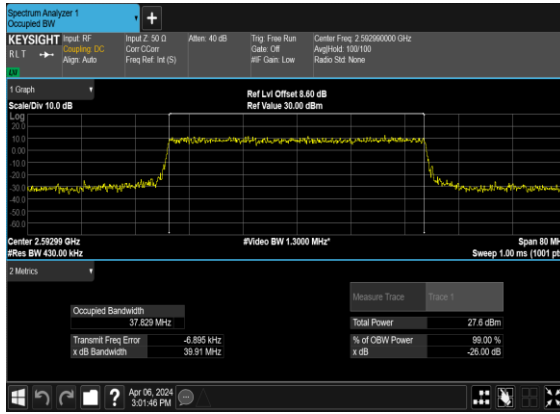 Spectrum Analyzer 1
Occupied BW
KEYSIGHT
RLT
Input: RF
Coupling: DC
Align: Auto
Input Z: 50 Ω
Corr CCorr
Freq Ref: Int (S)
Atten: 40 dB
Trig: Free Run
Gate: Off
#IF Gain: Low
Center Freq: 2.592990000 GHz
Avg|Hold: 100/100
Radio Std: None
1 Graph
Scale/Div 10.0 dB
Ref Lvl Offset 8.60 dB
Ref Value 30.00 dBm
Log
20.0
10.0
0.00
-10.0
-20.0
-30.0
-40.0
-50.0
-60.0
Center 2.59299 GHz
#Res BW 430.00 kHz
#Video BW 1.3000 MHz*
Span 80 MH
Sweep 1.00 ms (1001 pt
2 Metrics
Measure Trace
Trace 1
Occupied Bandwidth
37.829 MHz
Total Power
27.6 dBm
Transmit Freq Error
-6.895 kHz
% of OBW Power
99.00 %
x dB Bandwidth
39.91 MHz
x dB
-26.00 dB
Apr 06, 2024
3:01:46 PM